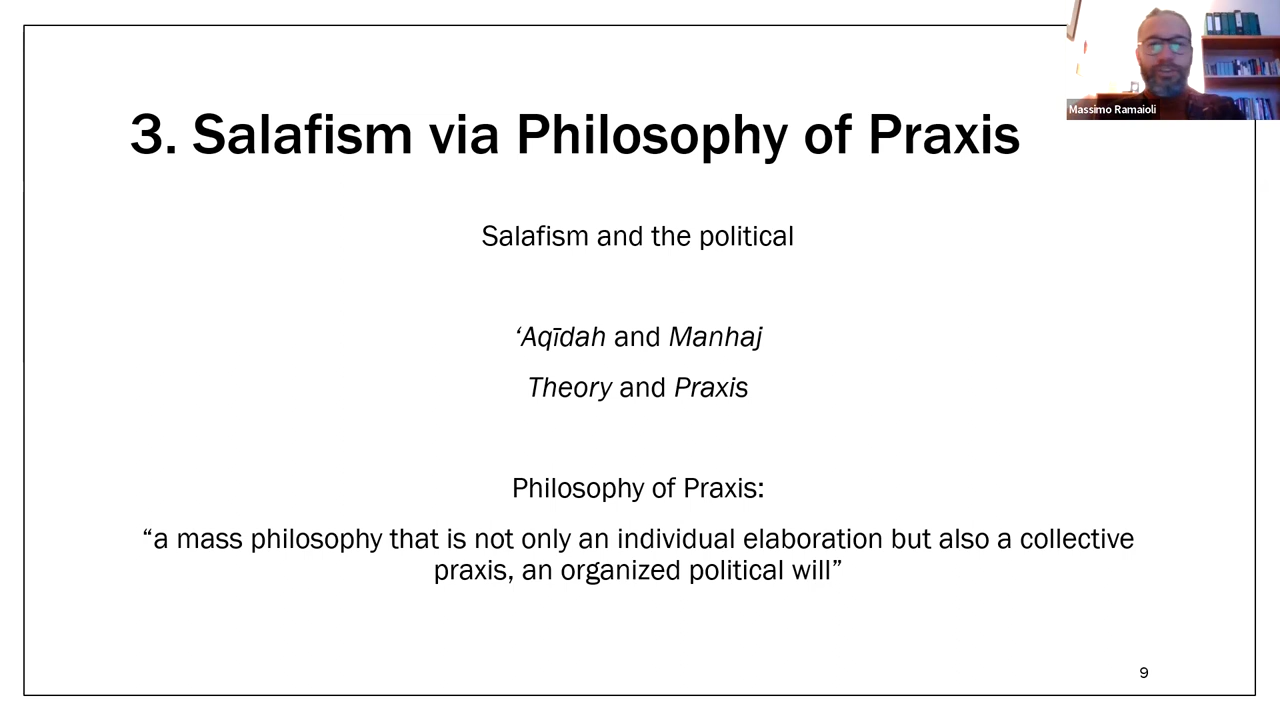 Massimo Ramaioli
3. Salafism via Philosophy of Praxis
Salafism and the political
‘Aqīdah and Manhaj
Theory and Praxis
Philosophy of Praxis:
“a mass philosophy that is not only an individual elaboration but also a collective
praxis, an organized political will”
9